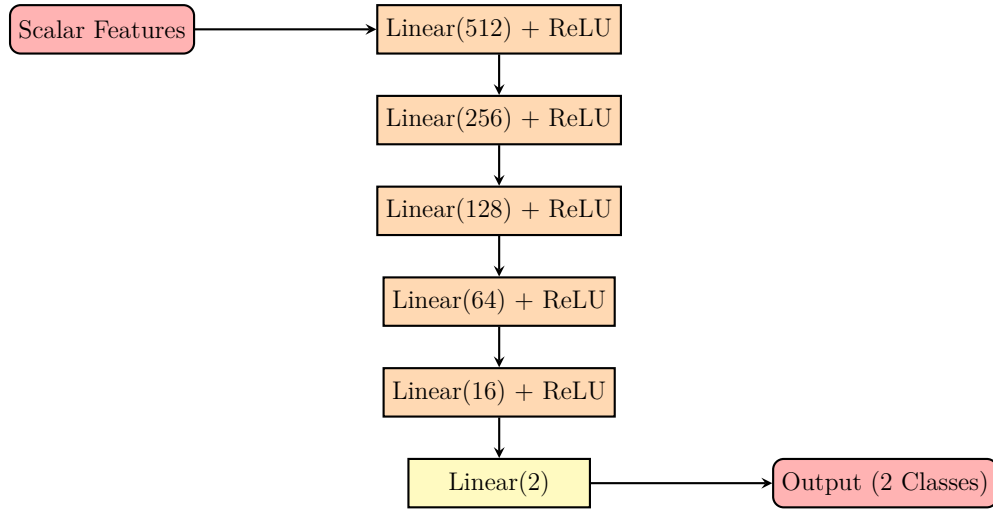 Scalar Features
Linear(512) + ReLU
Linear(256) + ReLU
Linear(128) + ReLU
Linear(64) + ReLU
Linear(16) + ReLU
Linear(2)
Output (2 Classes)